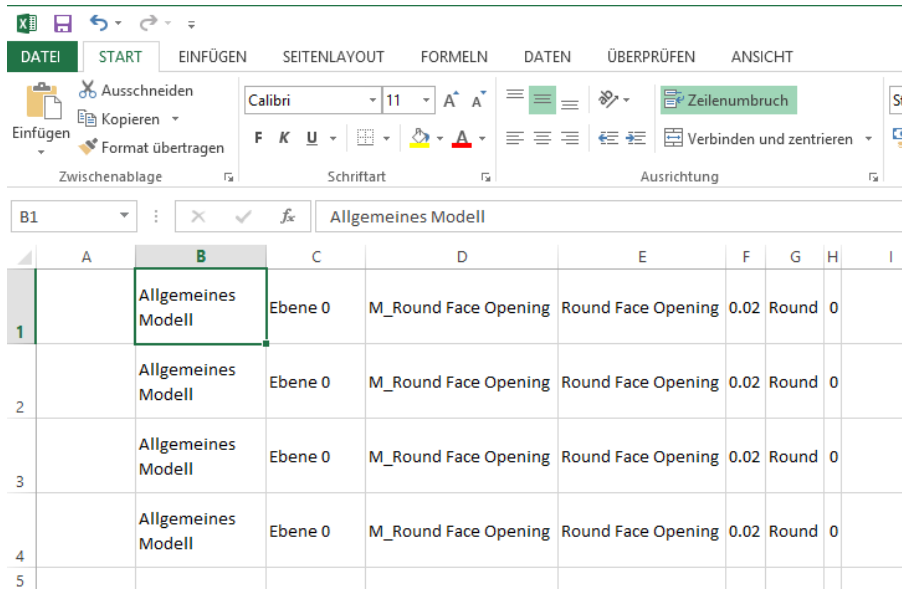 DATEI START EINFÜGEN SEITENLAYOUT FORMELN DATEN ÜBERPRÜFEN ANSICHT
Einfügen
Ausschneiden
Kopieren
Format übertragen
Zwischenablage
Calibri 11 A A
F K U A
Schriftart
Zeilenumbruch
Verbinden und zentrieren
Ausrichtung
St
B1 fx Allgemeines Modell
A B C D E F G H I
1 Allgemeines
Modell Ebene 0 M_Round Face Opening Round Face Opening 0.02 Round 0
2 Allgemeines
Modell Ebene 0 M_Round Face Opening Round Face Opening 0.02 Round 0
3 Allgemeines
Modell Ebene 0 M_Round Face Opening Round Face Opening 0.02 Round 0
4 Allgemeines
Modell Ebene 0 M_Round Face Opening Round Face Opening 0.02 Round 0
5